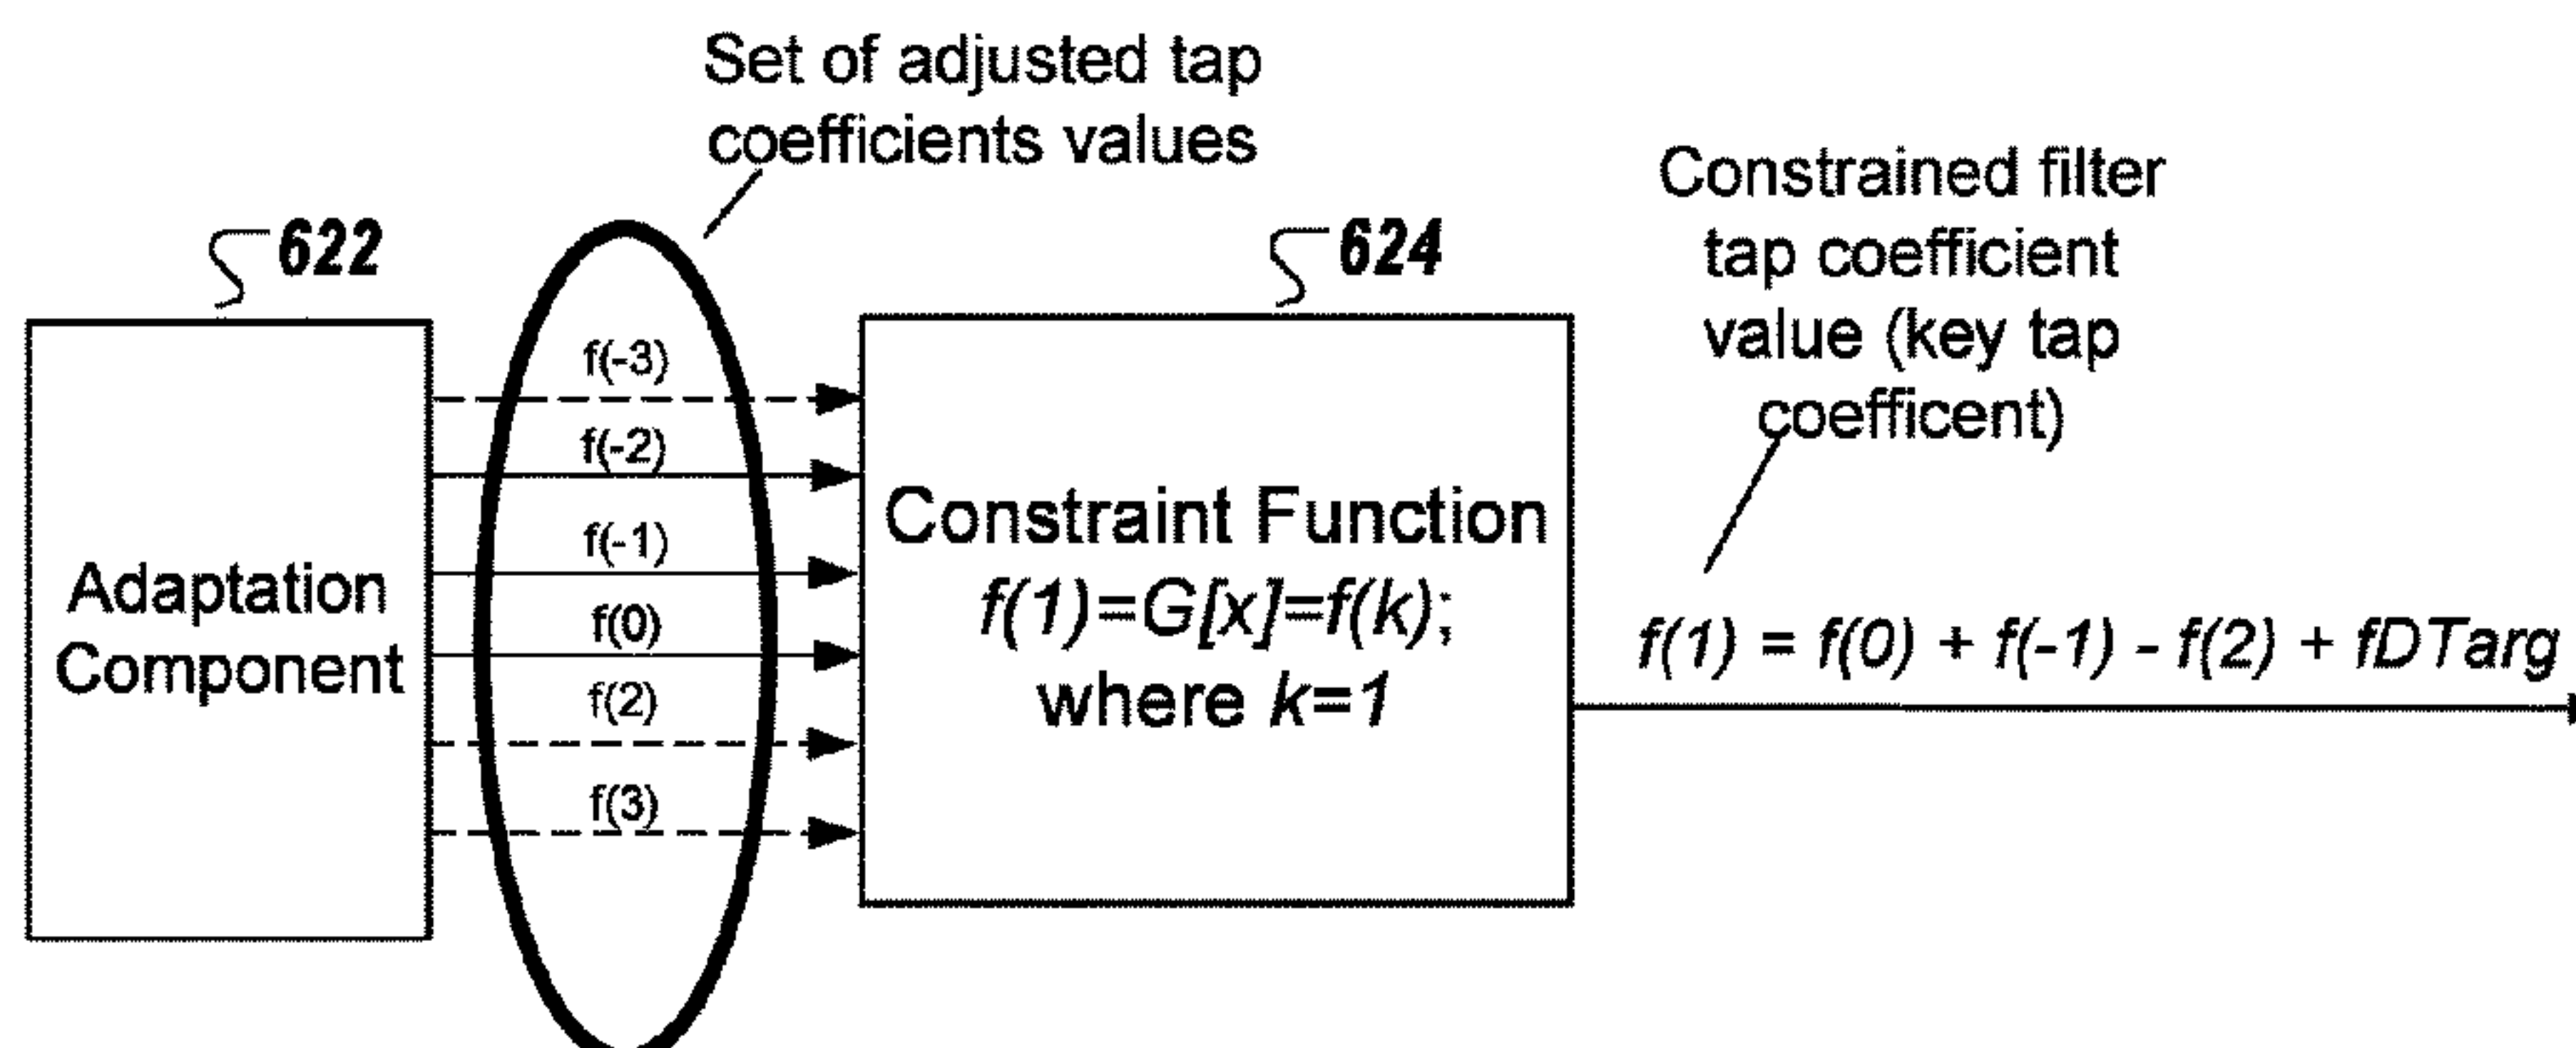 Set of adjusted tap
coefficients values
Constrained filter
tap coefficient
value (key tap
coefficent)
622
624
f(-3)
f(-2)
f(-1)
f(0)
f(2)
f(3)
Adaptation
Component
Constraint Function
f(1)=G[x]=f(k);
where k=1
f(1) = f(0) + f(-1) - f(2) + fDTarg